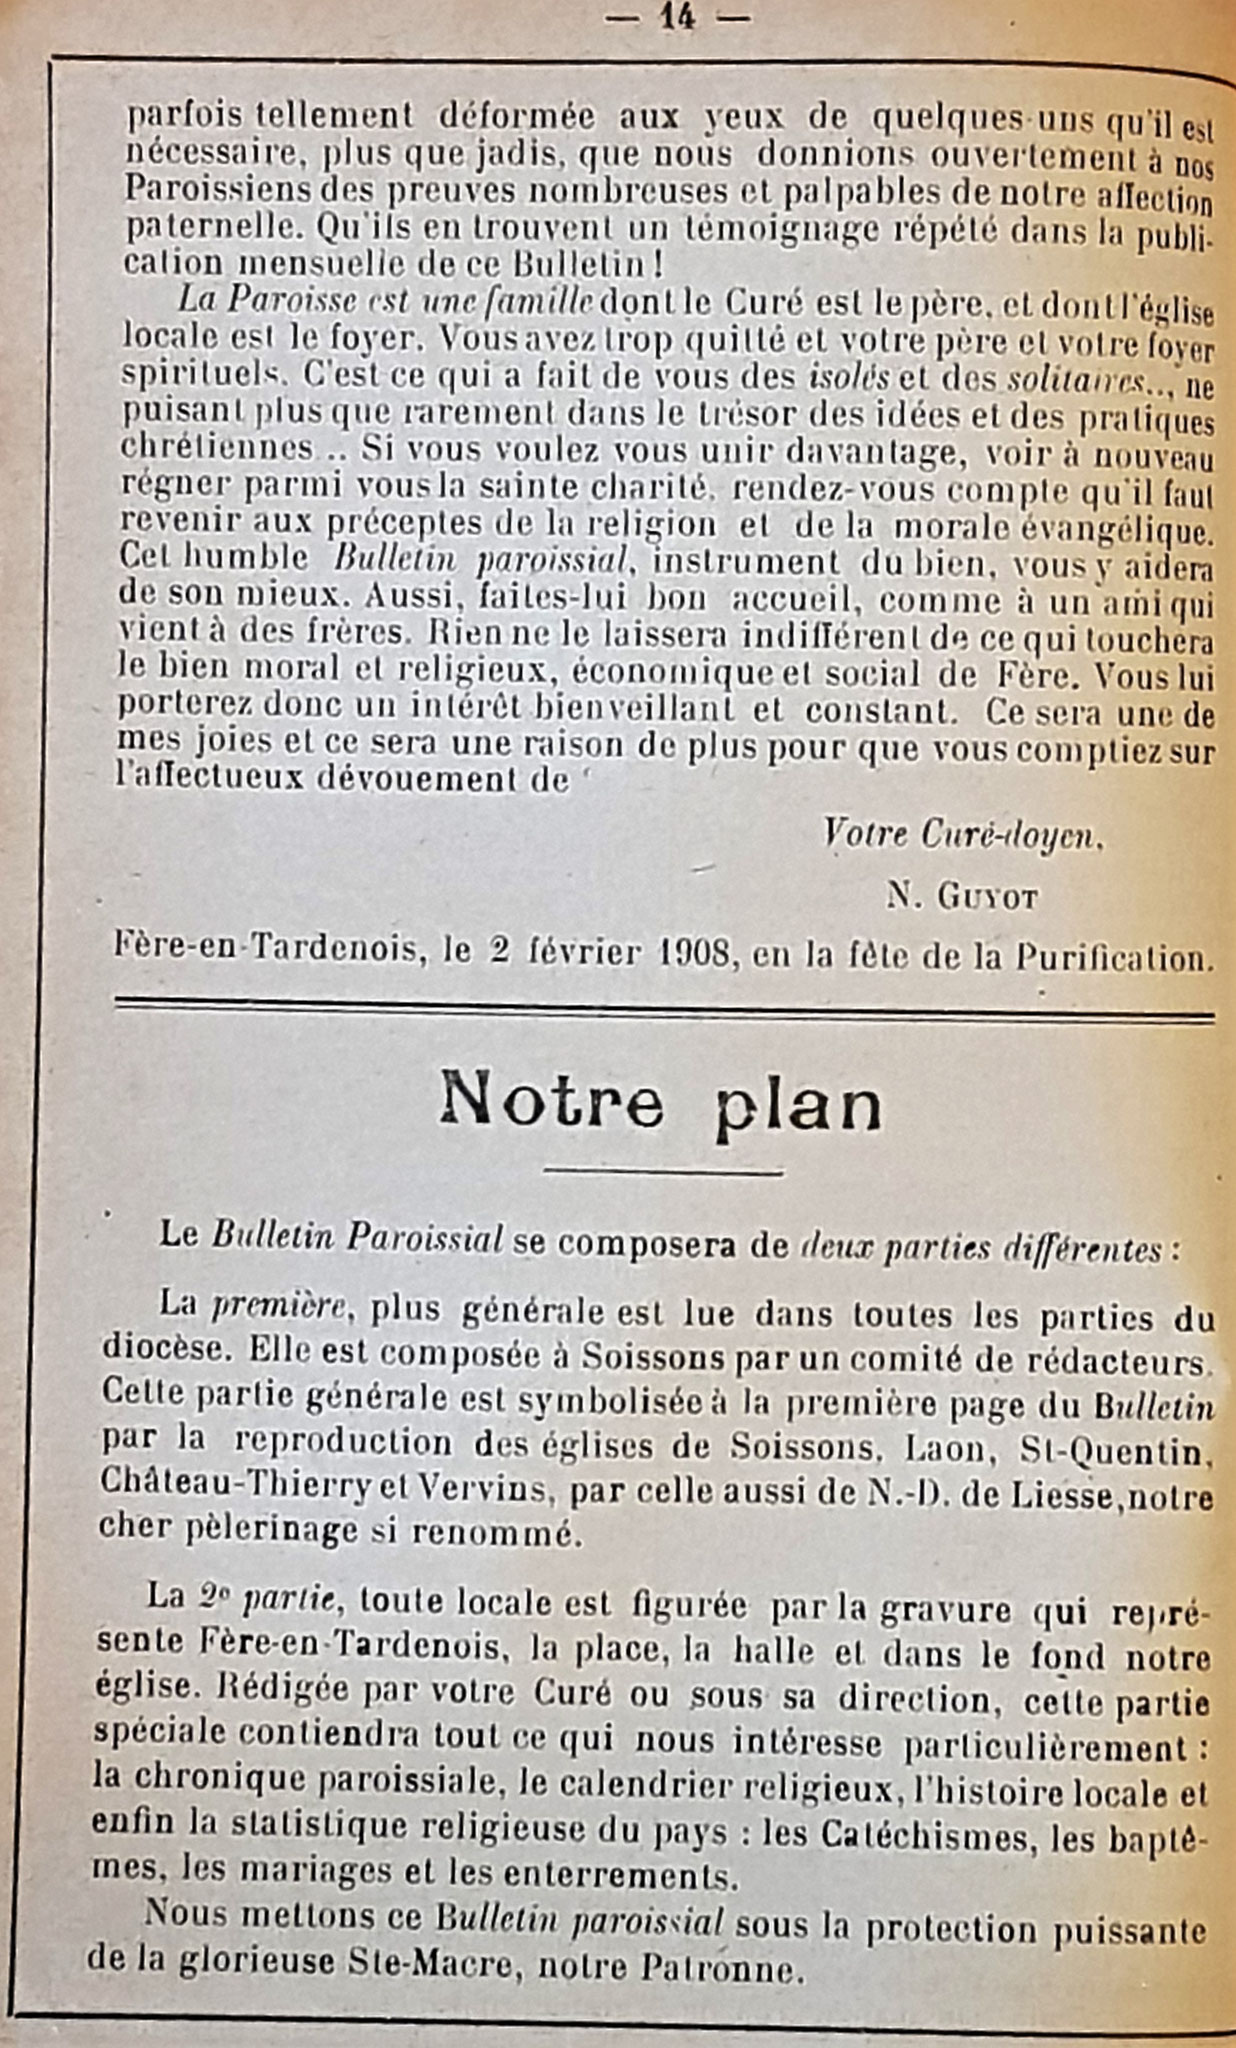 — 14 —
parfois tellement déformée aux yeux de quelques-uns qu'il est
nécessaire, plus que jadis, que nous donnions ouvertement à nos
Paroissiens des preuves nombreuses et palpables de notre affection
paternelle. Qu'ils en trouvent un témoignage répété dans la publi-
cation mensuelle de ce Bulletin !
La Paroisse est une famille dont le Curé est le père, et dont l'église
locale est le foyer. Vous avez trop quitté et votre père et votre foyer
spirituels. C'est ce qui a fait de vous des isolés et des solitaires.., ne
puisant plus que rarement dans le trésor des idées et des pratiques
chrétiennes .. Si vous voulez vous unir davantage, voir à nouveau
régner parmi vous la sainte charité, rendez-vous compte qu'il faut
revenir aux préceptes de la religion et de la morale évangélique.
Cet humble Bulletin paroissial, instrument du bien, vous y aidera
de son mieux. Aussi, faites-lui bon accueil, comme à un ami qui
vient à des frères. Rien ne le laissera indifférent de ce qui touchera
le bien moral et religieux, économique et social de Fère. Vous lui
porterez donc un intérêt bienveillant et constant. Ce sera une de
mes joies et ce sera une raison de plus pour que vous comptiez sur
l'affectueux dévouement de
Votre Curé-doyen,
N. GUYOT
Fère-en-Tardenois, le 2 février 1908, en la fête de la Purification.
Notre plan
Le Bulletin Paroissial se composera de deux parties différentes :
La première, plus générale est lue dans toutes les parties du
diocèse. Elle est composée à Soissons par un comité de rédacteurs.
Cette partie générale est symbolisée à la première page du Bulletin
par la reproduction des églises de Soissons, Laon, St-Quentin,
Château-Thierry et Vervins, par celle aussi de N.-D. de Liesse, notre
cher pèlerinage si renommé.
La 2e partie, toute locale est figurée par la gravure qui repré-
sente Fère-en-Tardenois, la place, la halle et dans le fond notre
église. Rédigée par votre Curé ou sous sa direction, cette partie
spéciale contiendra tout ce qui nous intéresse particulièrement :
la chronique paroissiale, le calendrier religieux, l'histoire locale et
enfin la statistique religieuse du pays : les Catéchismes, les baptê-
mes, les mariages et les enterrements.
Nous mettons ce Bulletin paroissial sous la protection puissante
de la glorieuse Ste-Macre, notre Patronne.